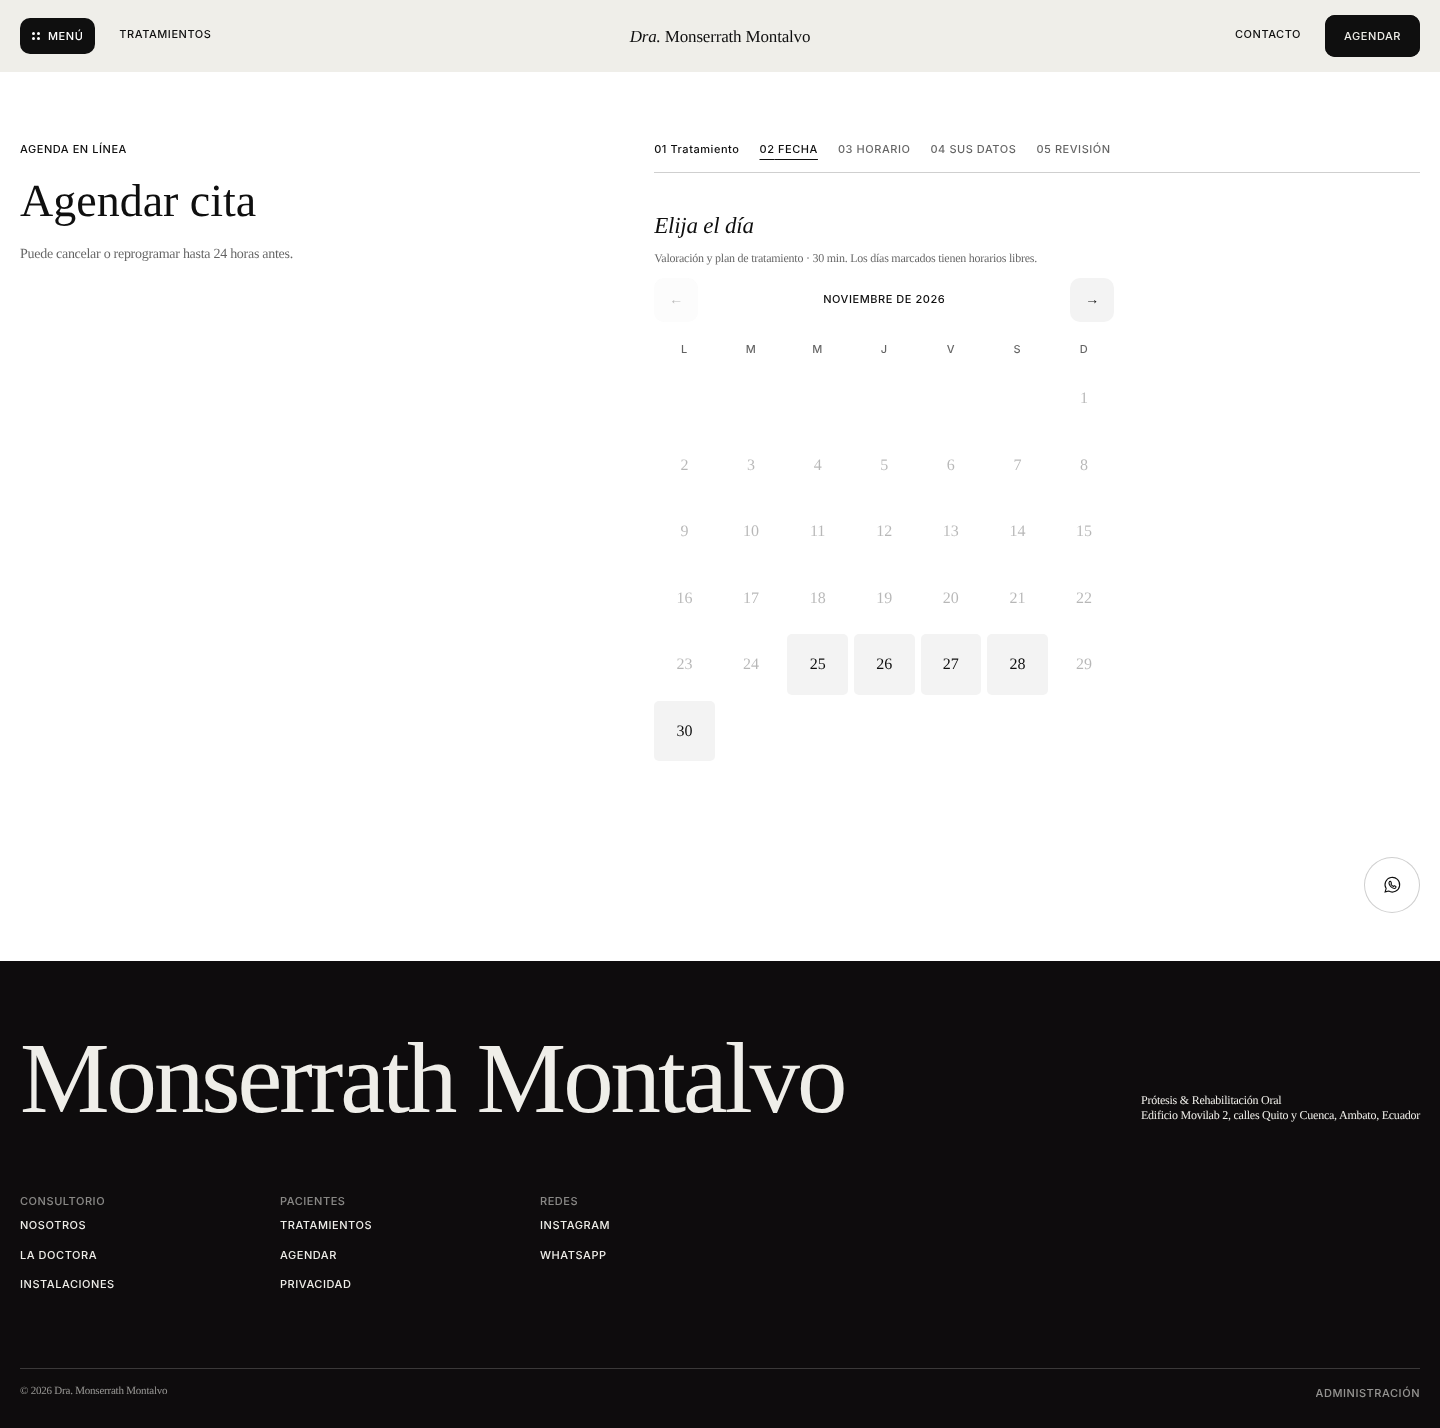 MENÚ
TRATAMIENTOS
Dra. Monserrath Montalvo
CONTACTO
AGENDAR
AGENDA EN LÍNEA
Agendar cita
Puede cancelar o reprogramar hasta 24 horas antes.
01 Tratamiento 02 FECHA 03 HORARIO 04 SUS DATOS 05 REVISIÓN
Elija el día
Valoración y plan de tratamiento · 30 min. Los días marcados tienen horarios libres.
← NOVIEMBRE DE 2026 →
L M M J V S D
1
2 3 4 5 6 7 8
9 10 11 12 13 14 15
16 17 18 19 20 21 22
23 24 25 26 27 28 29
30
Monserrath Montalvo
Prótesis & Rehabilitación Oral
Edificio Movilab 2, calles Quito y Cuenca, Ambato, Ecuador
CONSULTORIO
NOSOTROS
LA DOCTORA
INSTALACIONES
PACIENTES
TRATAMIENTOS
AGENDAR
PRIVACIDAD
REDES
INSTAGRAM
WHATSAPP
© 2026 Dra. Monserrath Montalvo
ADMINISTRACIÓN